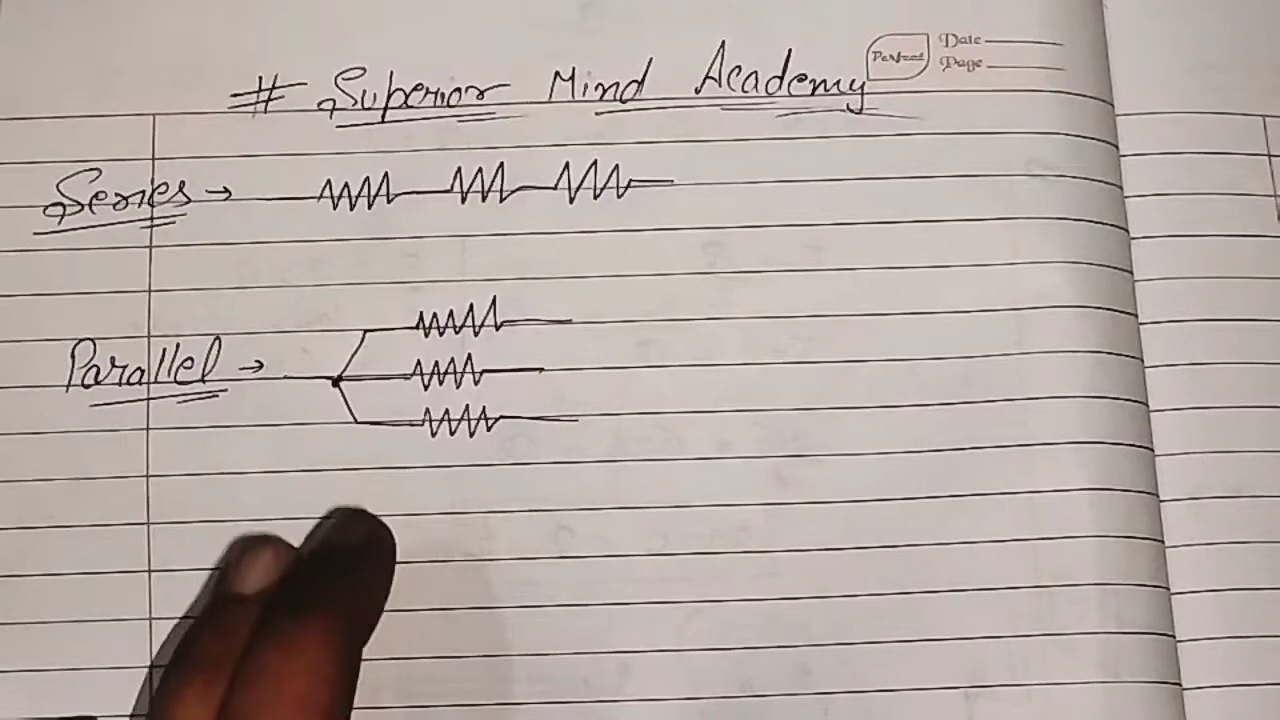 # Superior Mind Academy
Perfect
Date
Page
Series →
Parallel →